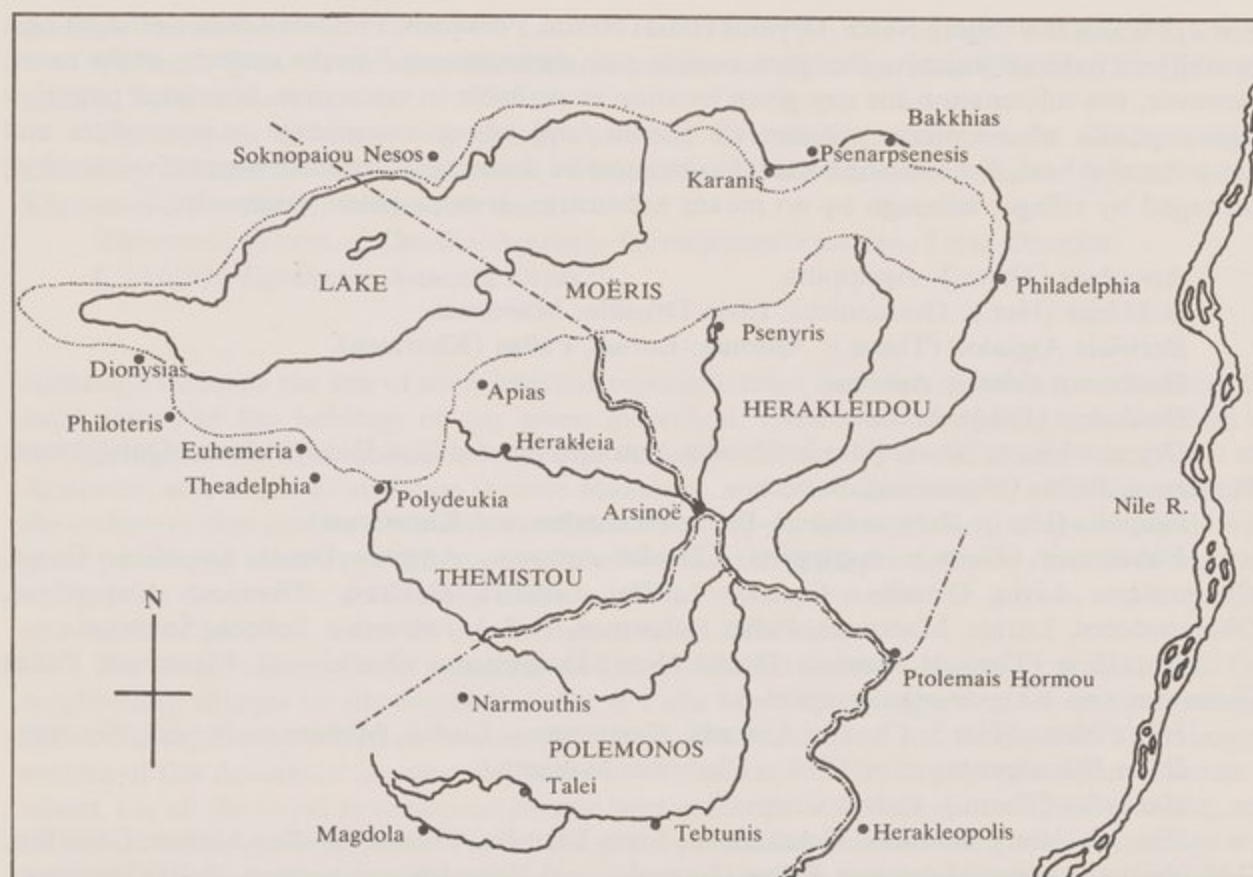 Bakkhias
Soknopaiou Nesos
Psenarpsenesis
Karanis
LAKE
MOËRIS
Philadelphia
Psenyris
Dionysias
Apias
HERAKLEIDOU
Philoteris
Herakleia
Euhemeria
Theadelphia
Polydeukia
Arsinoë
Nile R.
THEMISTOU
N
Ptolemais Hormou
Narmouthis
POLEMONOS
Talei
Magdola
Tebtunis
Herakleopolis